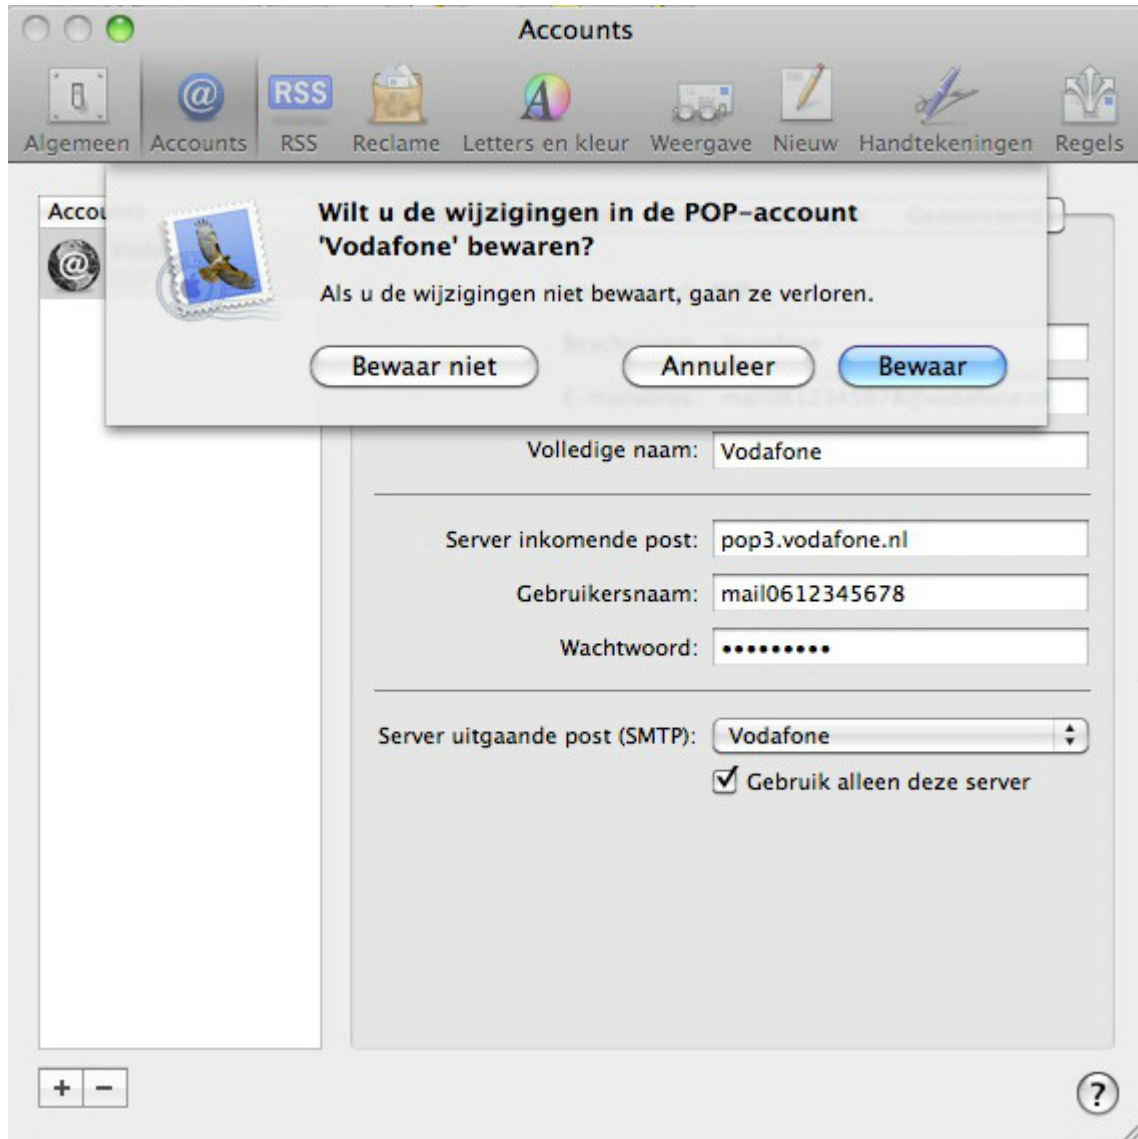 Accounts
Algemeen
Accounts
RSS
RSS
Reclame
Letters en kleur
Weergave
Nieuw
Handtekeningen
Regels
Wilt u de wijzigingen in de POP-account
'Vodafone' bewaren?
Als u de wijzigingen niet bewaart, gaan ze verloren.
Bewaar niet
Annuleer
Bewaar
Volledige naam: Vodafone
Server inkomende post: pop3.vodafone.nl
Gebruikersnaam: mail0612345678
Wachtwoord: •••••••••
Server uitgaande post (SMTP): Vodafone
Gebruik alleen deze server